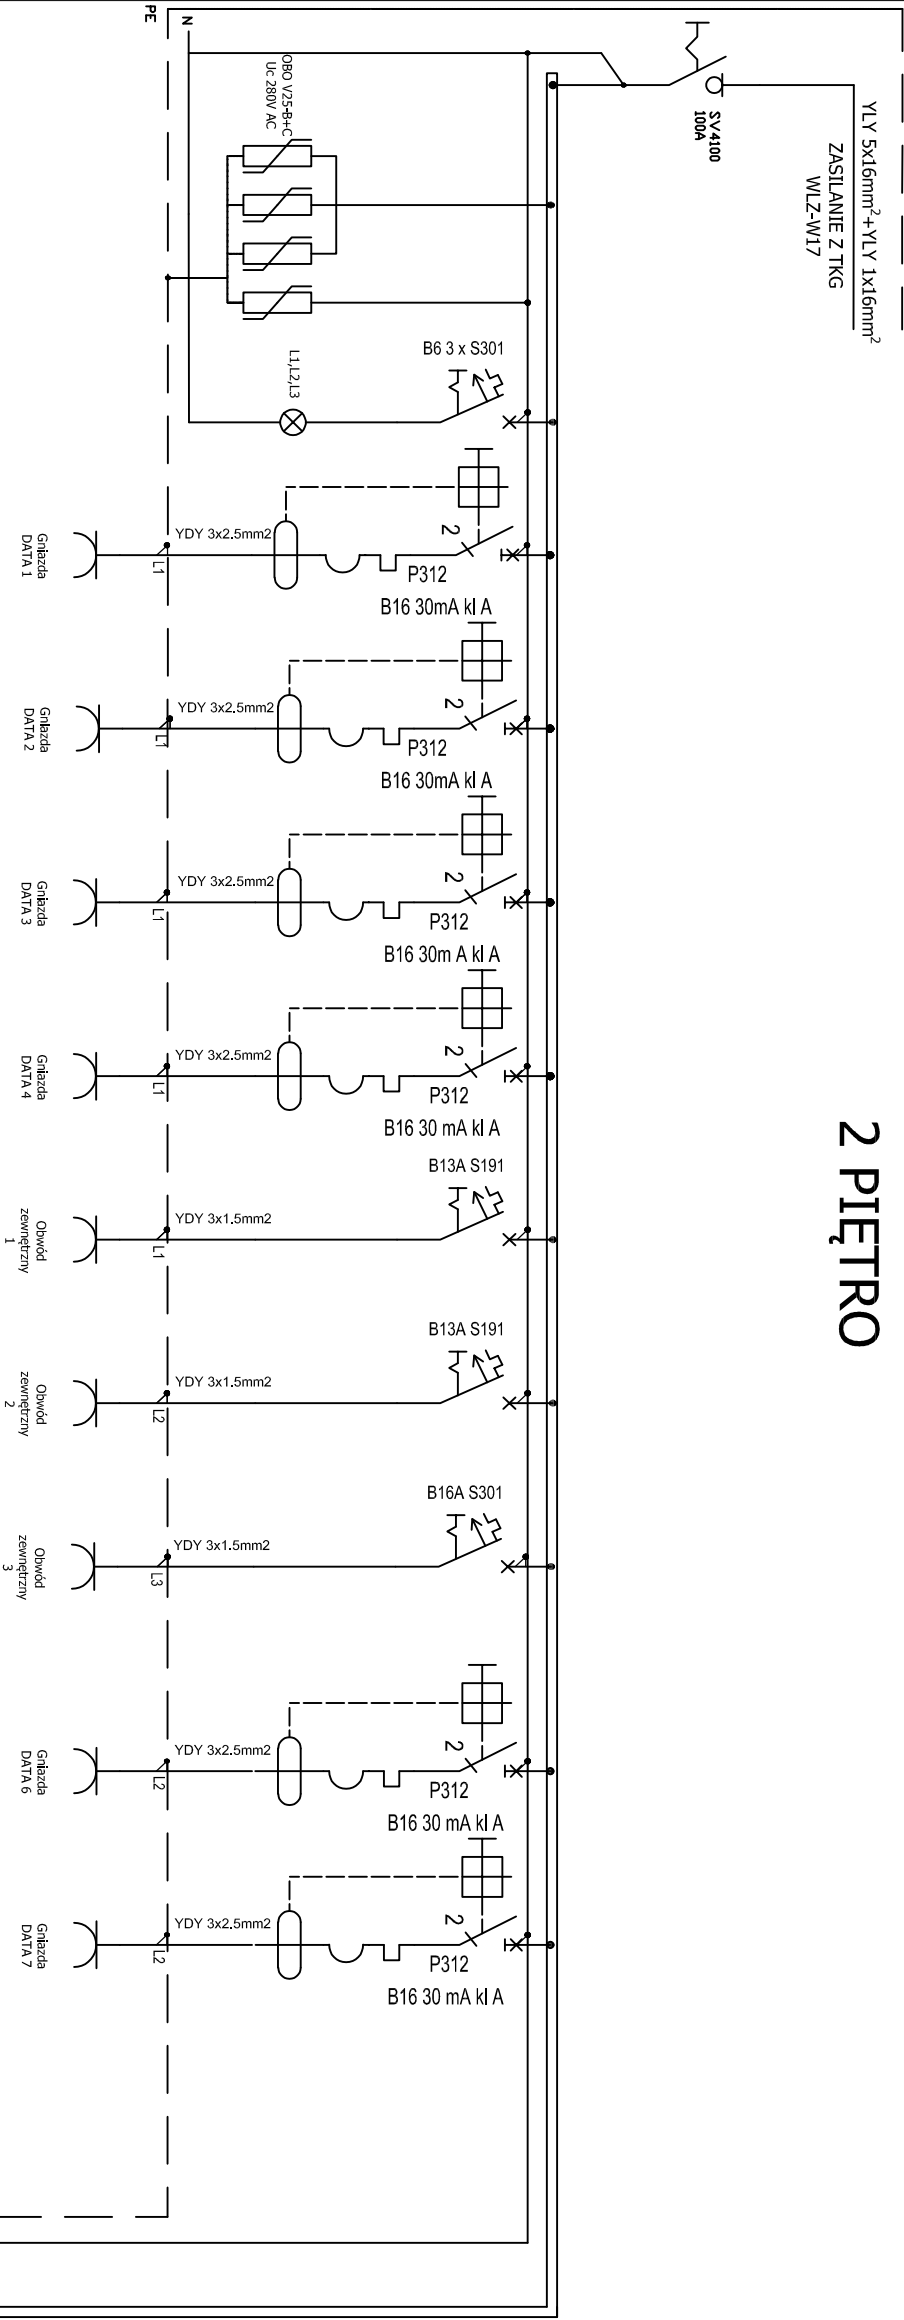 PE
N
YLY 5x16mm²+YLY 1x16mm²
ZASILANIE Z TKG
WLZ-W17
SV4100
100A
OBO V25-B+C
Uc 280V AC
2 PIĘTRO
B6 3 x S301
L1,L2,L3
2
P312
B16 30mA kl A
YDY 3x2.5mm2
L1
Gniazda
DATA 1
2
P312
B16 30mA kl A
YDY 3x2.5mm2
L1
Gniazda
DATA 2
2
P312
B16 30m A kl A
YDY 3x2.5mm2
L1
Gniazda
DATA 3
2
P312
B16 30 mA kl A
YDY 3x2.5mm2
L1
Gniazda
DATA 4
B13A S191
YDY 3x1.5mm2
L1
Obwód
zewnętrzny
1
B13A S191
YDY 3x1.5mm2
L2
Obwód
zewnętrzny
2
B16A S301
YDY 3x1.5mm2
L3
Obwód
zewnętrzny
3
2
P312
B16 30 mA kl A
YDY 3x2.5mm2
L2
Gniazda
DATA 6
2
P312
B16 30 mA kl A
YDY 3x2.5mm2
L2
Gniazda
DATA 7